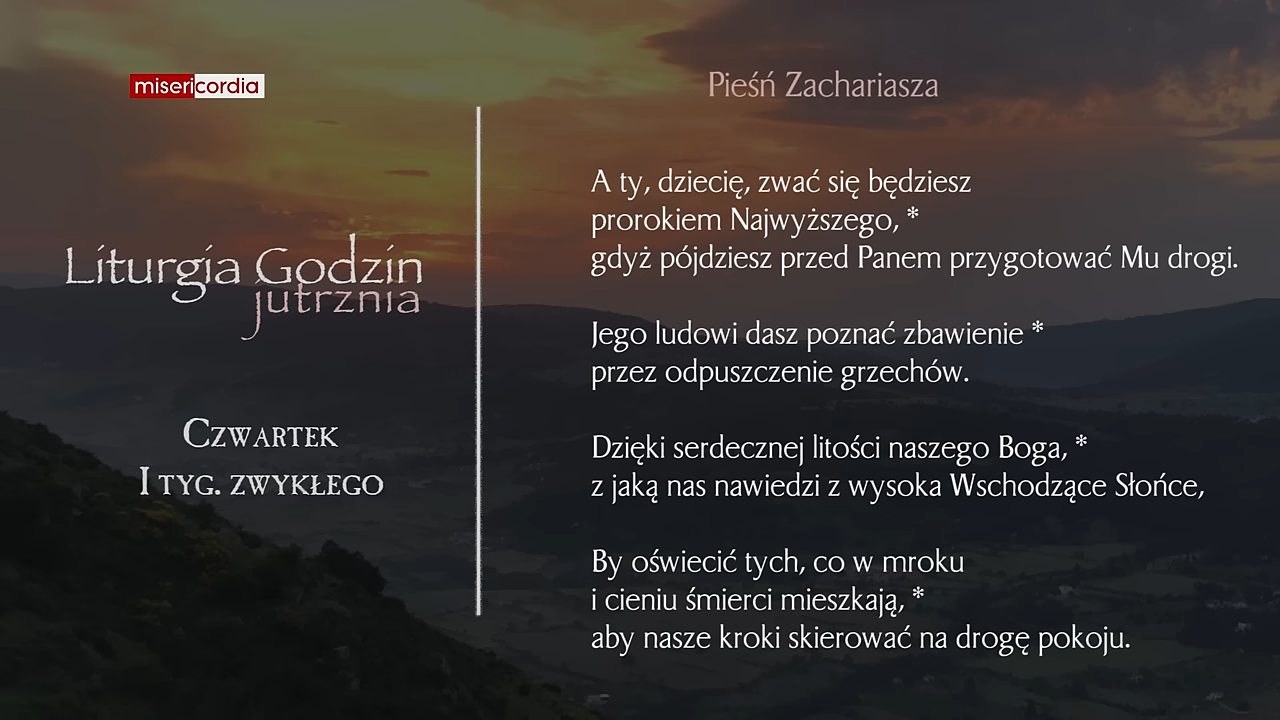 misericordia
Liturgia Godzin
jutrznia
Czwartek
I tyg. zwykłego
Pieśń Zachariasza
A ty, dziecię, zwać się będziesz
prorokiem Najwyższego, *
gdyż pójdziesz przed Panem przygotować Mu drogi.
Jego ludowi dasz poznać zbawienie *
przez odpuszczenie grzechów.
Dzięki serdecznej litości naszego Boga, *
z jaką nas nawiedzi z wysoka Wschodzące Słońce,
By oświecić tych, co w mroku
i cieniu śmierci mieszkają, *
aby nasze kroki skierować na drogę pokoju.